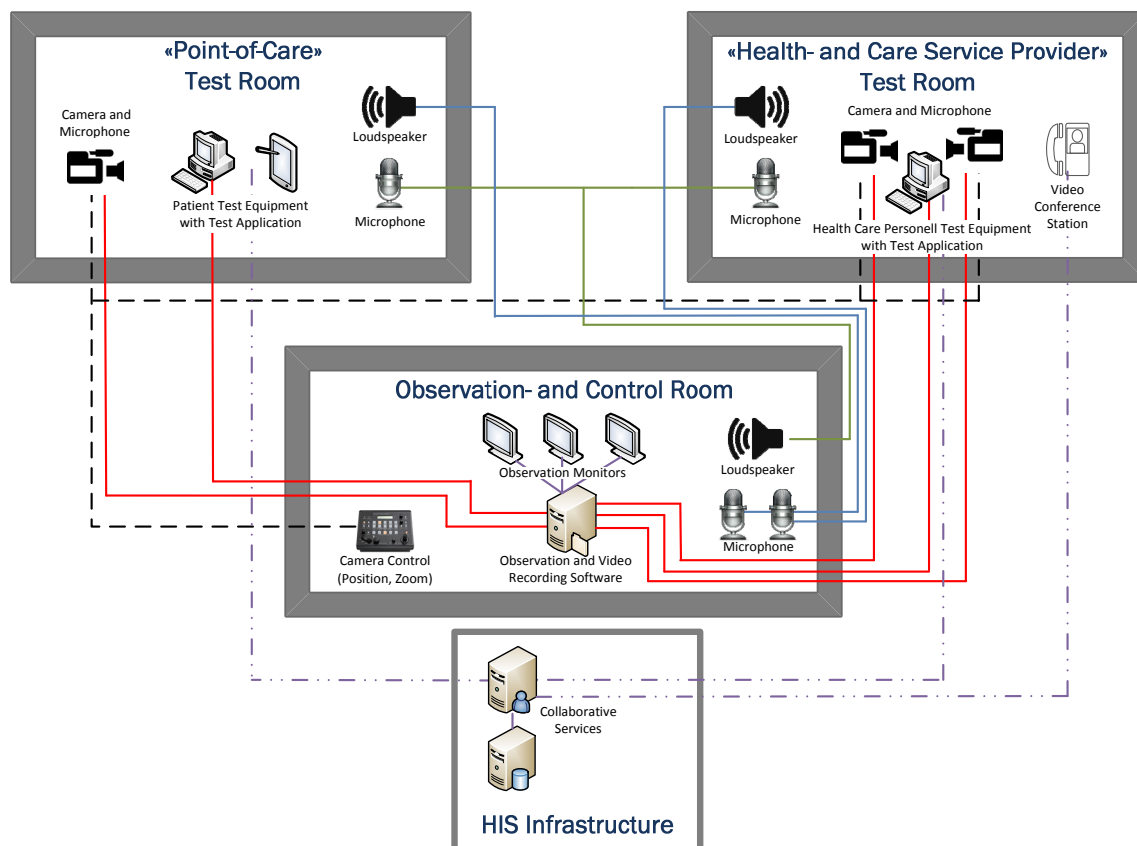 «Point-of-Care»
Test Room
Camera and
Microphone
Loudspeaker
Patient Test Equipment
with Test Application
Microphone
«Health- and Care Service Provider»
Test Room
Camera and Microphone
Loudspeaker
Microphone
Health Care Personell Test Equipment
with Test Application
Video
Conference
Station
Observation- and Control Room
Observation Monitors
Loudspeaker
Microphone
Camera Control
(Position, Zoom)
Observation and Video
Recording Software
Collaborative
Services
HIS Infrastructure